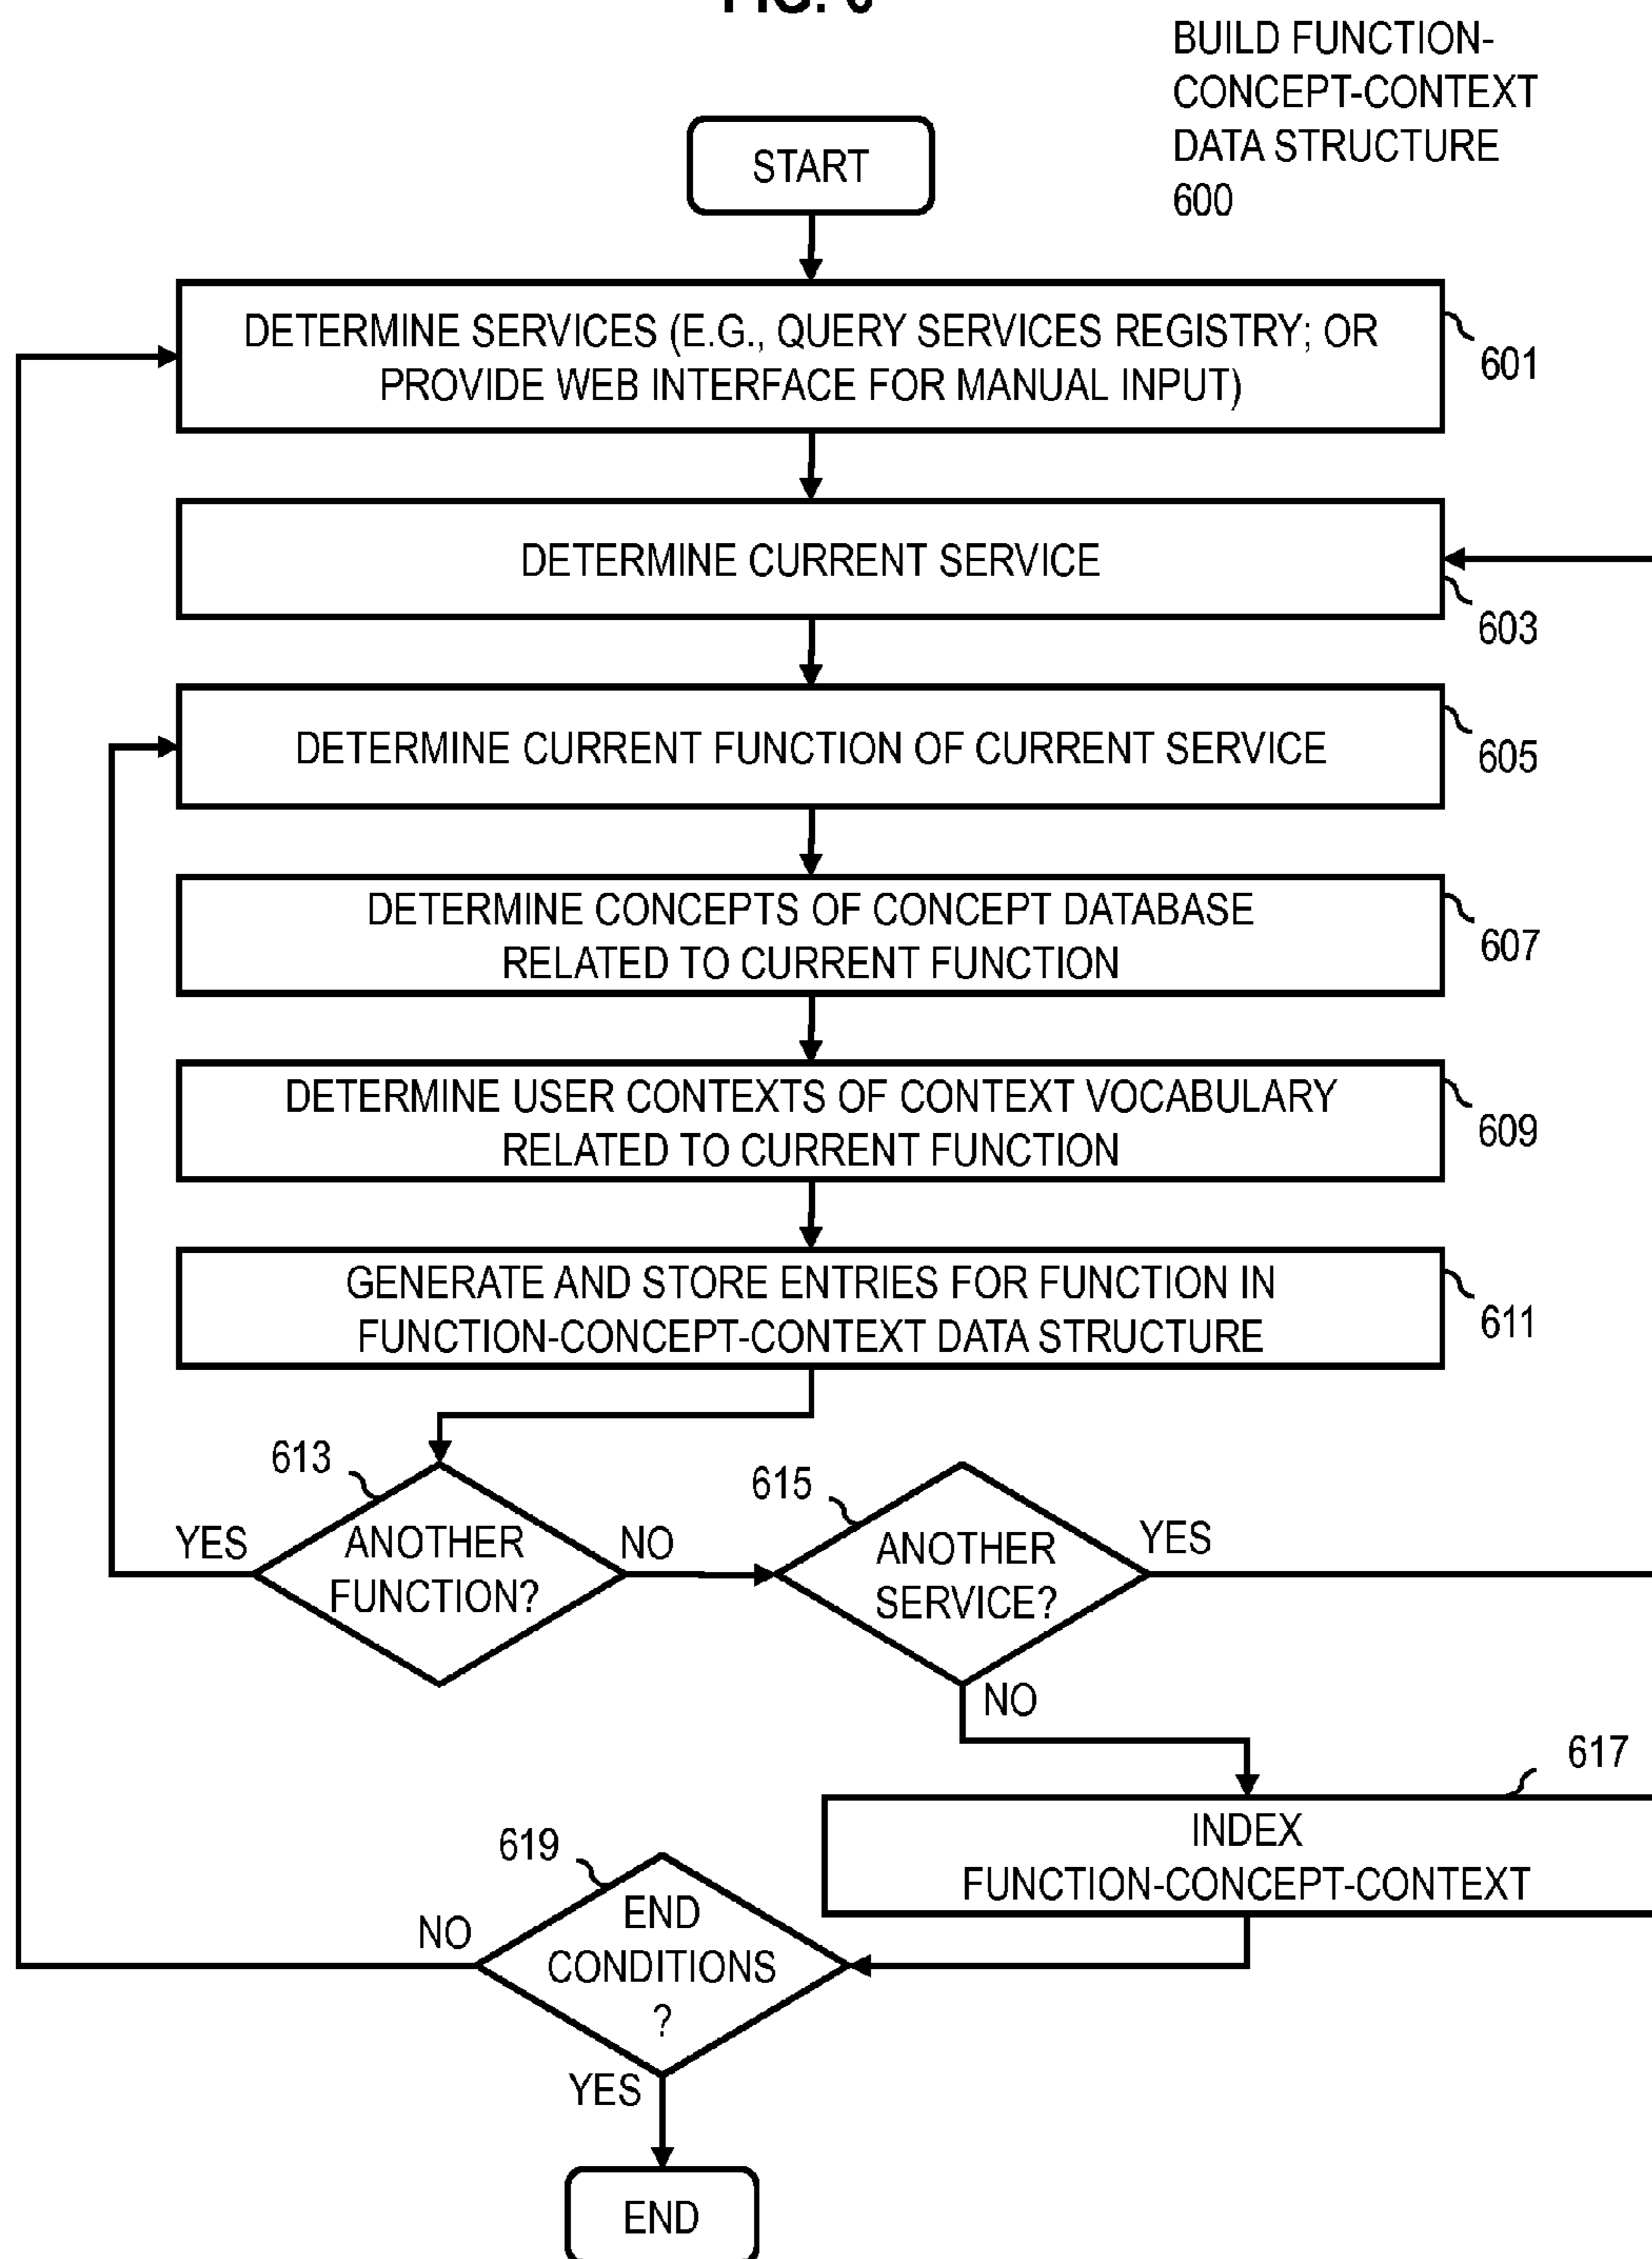 BUILD FUNCTION-
CONCEPT-CONTEXT
DATA STRUCTURE
600
START
DETERMINE SERVICES (E.G., QUERY SERVICES REGISTRY; OR
PROVIDE WEB INTERFACE FOR MANUAL INPUT)
601
DETERMINE CURRENT SERVICE
603
DETERMINE CURRENT FUNCTION OF CURRENT SERVICE
605
DETERMINE CONCEPTS OF CONCEPT DATABASE
RELATED TO CURRENT FUNCTION
607
DETERMINE USER CONTEXTS OF CONTEXT VOCABULARY
RELATED TO CURRENT FUNCTION
609
GENERATE AND STORE ENTRIES FOR FUNCTION IN
FUNCTION-CONCEPT-CONTEXT DATA STRUCTURE
611
613
YES
ANOTHER
FUNCTION?
NO
615
ANOTHER
SERVICE?
YES
NO
617
INDEX
FUNCTION-CONCEPT-CONTEXT
619
NO
END
CONDITIONS
?
YES
END